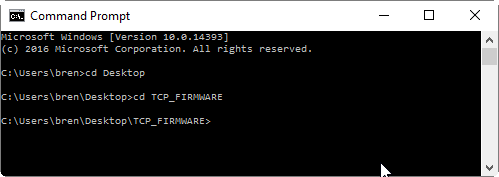 Command Prompt
Microsoft Windows [Version 10.0.14393]
(c) 2016 Microsoft Corporation. All rights reserved.
C:\Users\bren>cd Desktop
C:\Users\bren\Desktop>cd TCP_FIRMWARE
C:\Users\bren\Desktop\TCP_FIRMWARE>